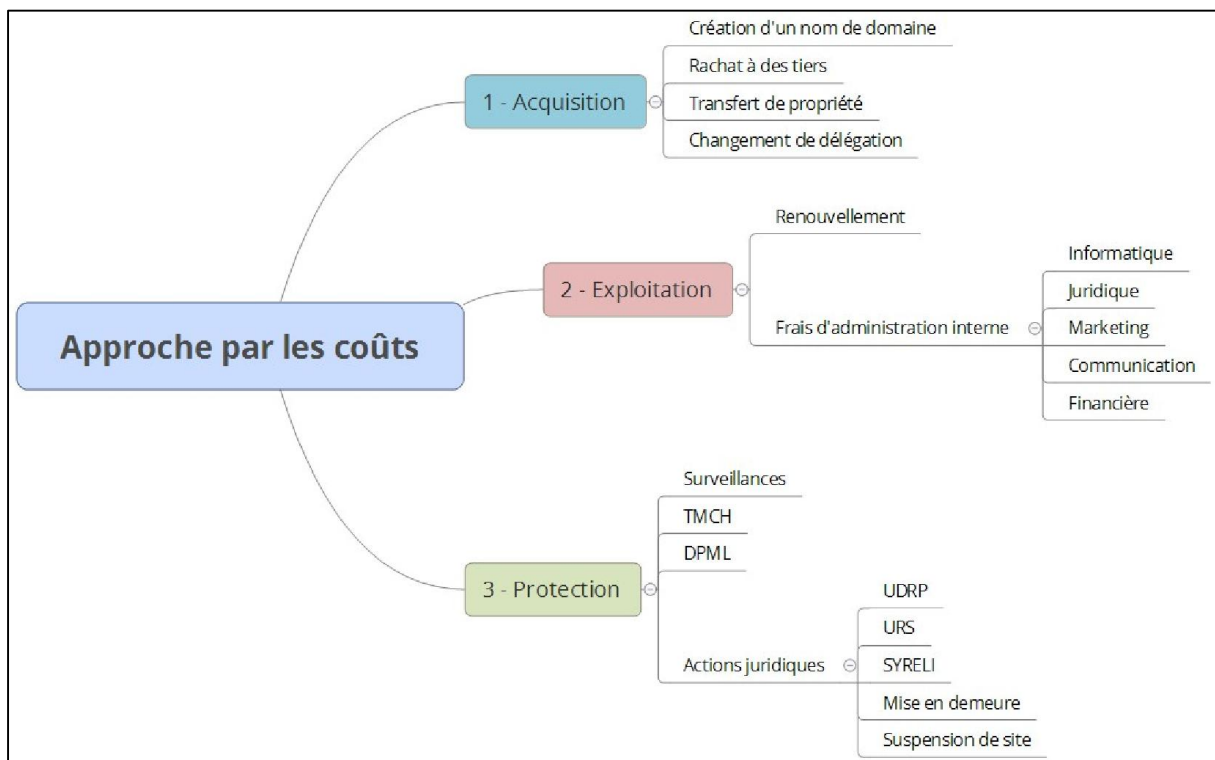 Approche par les coûts
1 - Acquisition
Création d'un nom de domaine
Rachat à des tiers
Transfert de propriété
Changement de délégation
2 - Exploitation
Renouvellement
Frais d'administration interne
Informatique
Juridique
Marketing
Communication
Financière
3 - Protection
Surveillances
TMCH
DPML
Actions juridiques
UDRP
URS
SYRELI
Mise en demeure
Suspension de site